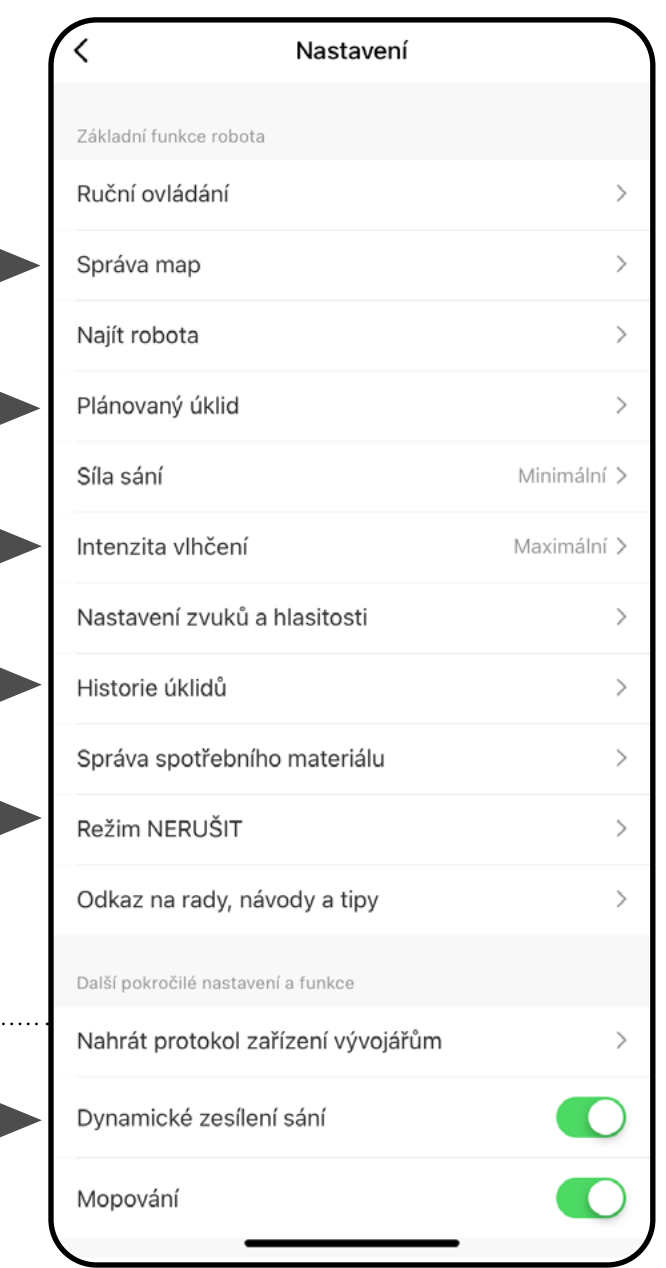 Nastavení
Základní funkce robota
Ruční ovládání
Správa map
Najít robota
Plánovaný úklid
Síla sání Minimální
Intenzita vlhčení Maximální
Nastavení zvuků a hlasitosti
Historie úklidů
Správa spotřebního materiálu
Režim NERUŠIT
Odkaz na rady, návody a tipy
Další pokročilé nastavení a funkce
Nahrát protokol zařízení vývojářům
Dynamické zesílení sání
Mopování